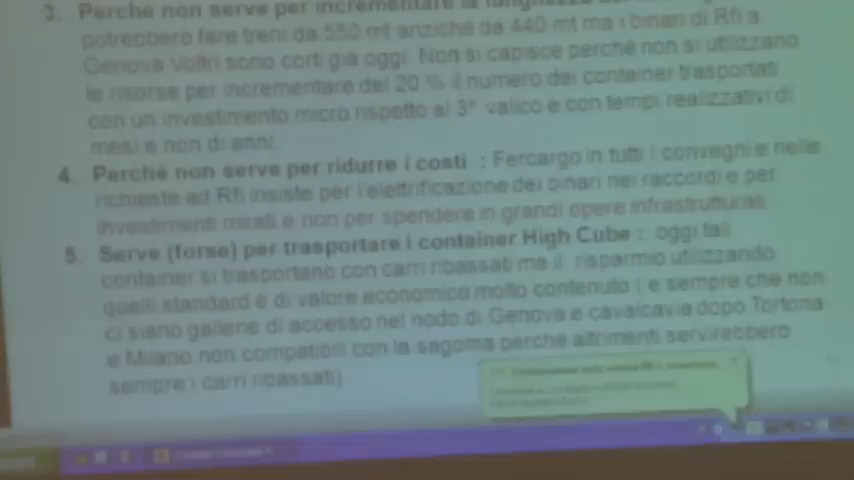 3. Perché non serve per incrementare la lunghezza
potrebbero fare treni da 550 mt anziché da 440 mt ma i binari di Rfi a
Genova Voltri sono corti già oggi. Non si capisce perché non si utilizzano
le risorse per incrementare del 20 % il numero dei container trasportati
con un investimento micro rispetto al 3° valico e con tempi realizzativi di
mesi e non di anni.
4. Perché non serve per ridurre i costi : Fercargo in tutti i convegni e nelle
richieste ad Rfi insiste per l'elettrificazione dei binari nei raccordi e per
investimenti mirati e non per spendere in grandi opere infrastrutturali.
5. Serve (forse) per trasportare i container High Cube : oggi tali
container si trasportano con carri ribassati ma il risparmio utilizzando
quelli standard è di valore economico molto contenuto ( e sempre che non
ci siano gallerie di accesso nel nodo di Genova e cavalcavia dopo Tortona
e Milano non compatibili con la sagoma perché altrimenti servirebbero
sempre i carri ribassati)